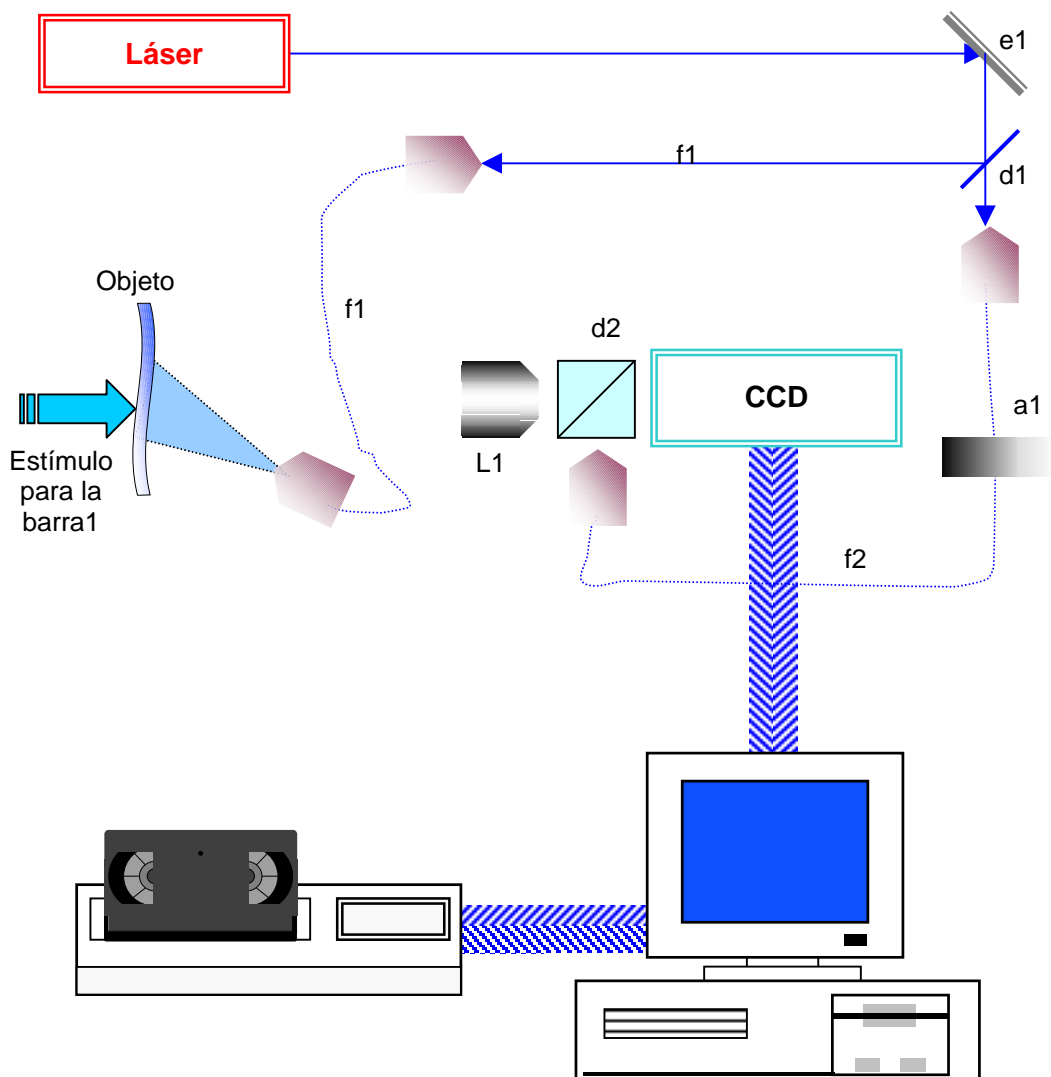 Láser
e1
f1
d1
Objeto
f1
d2
CCD
a1
L1
Estímulo
para la
barra1
f2